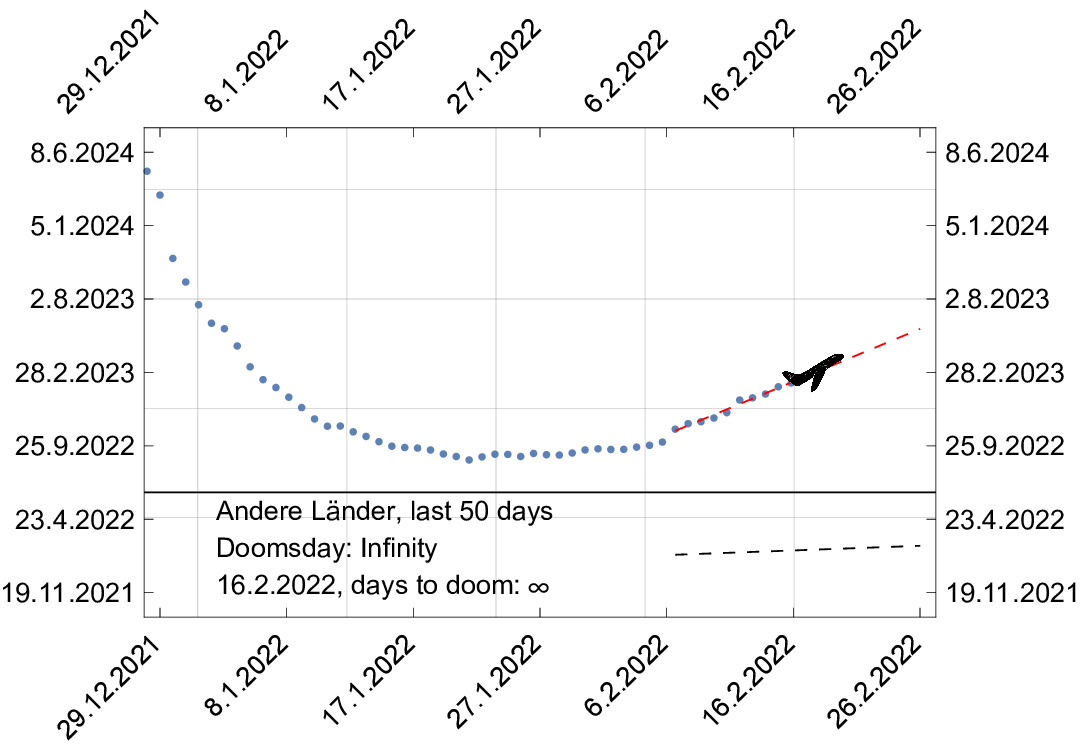 29.12.2021 8.1.2022 17.1.2022 27.1.2022 6.2.2022 16.2.2022 26.2.2022
8.6.2024 8.6.2024
5.1.2024 5.1.2024
2.8.2023 2.8.2023
28.2.2023 28.2.2023
25.9.2022 25.9.2022
Andere Länder, last 50 days
23.4.2022 23.4.2022
Doomsday: Infinity
16.2.2022, days to doom: ∞
19.11.2021 19.11.2021
29.12.2021 8.1.2022 17.1.2022 27.1.2022 6.2.2022 16.2.2022 26.2.2022